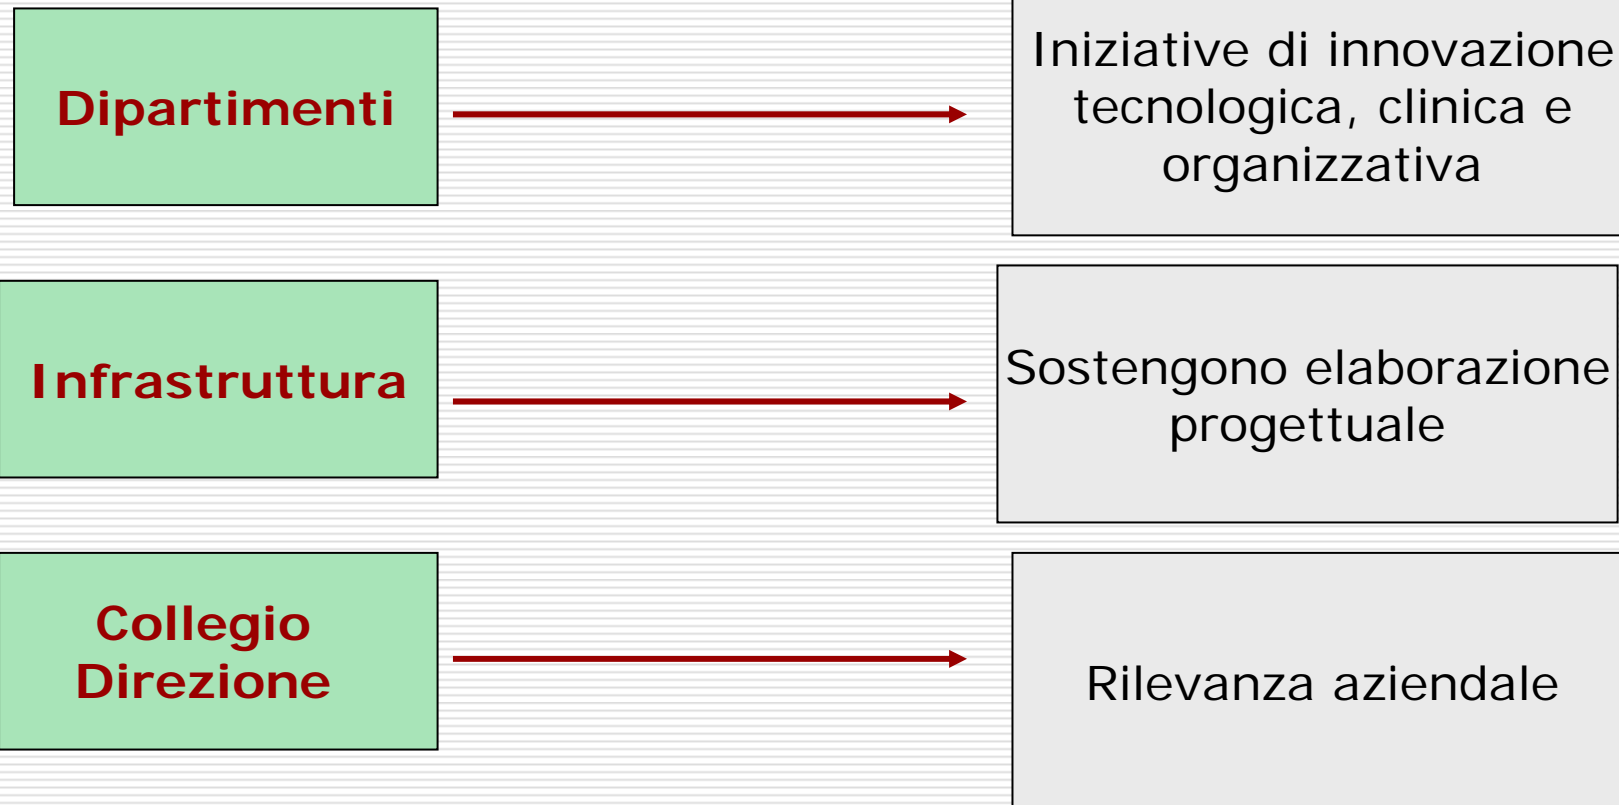 Dipartimenti
Iniziative di innovazione
tecnologica, clinica e
organizzativa
Infrastruttura
Sostengono elaborazione
progettuale
Collegio
Direzione
Rilevanza aziendale